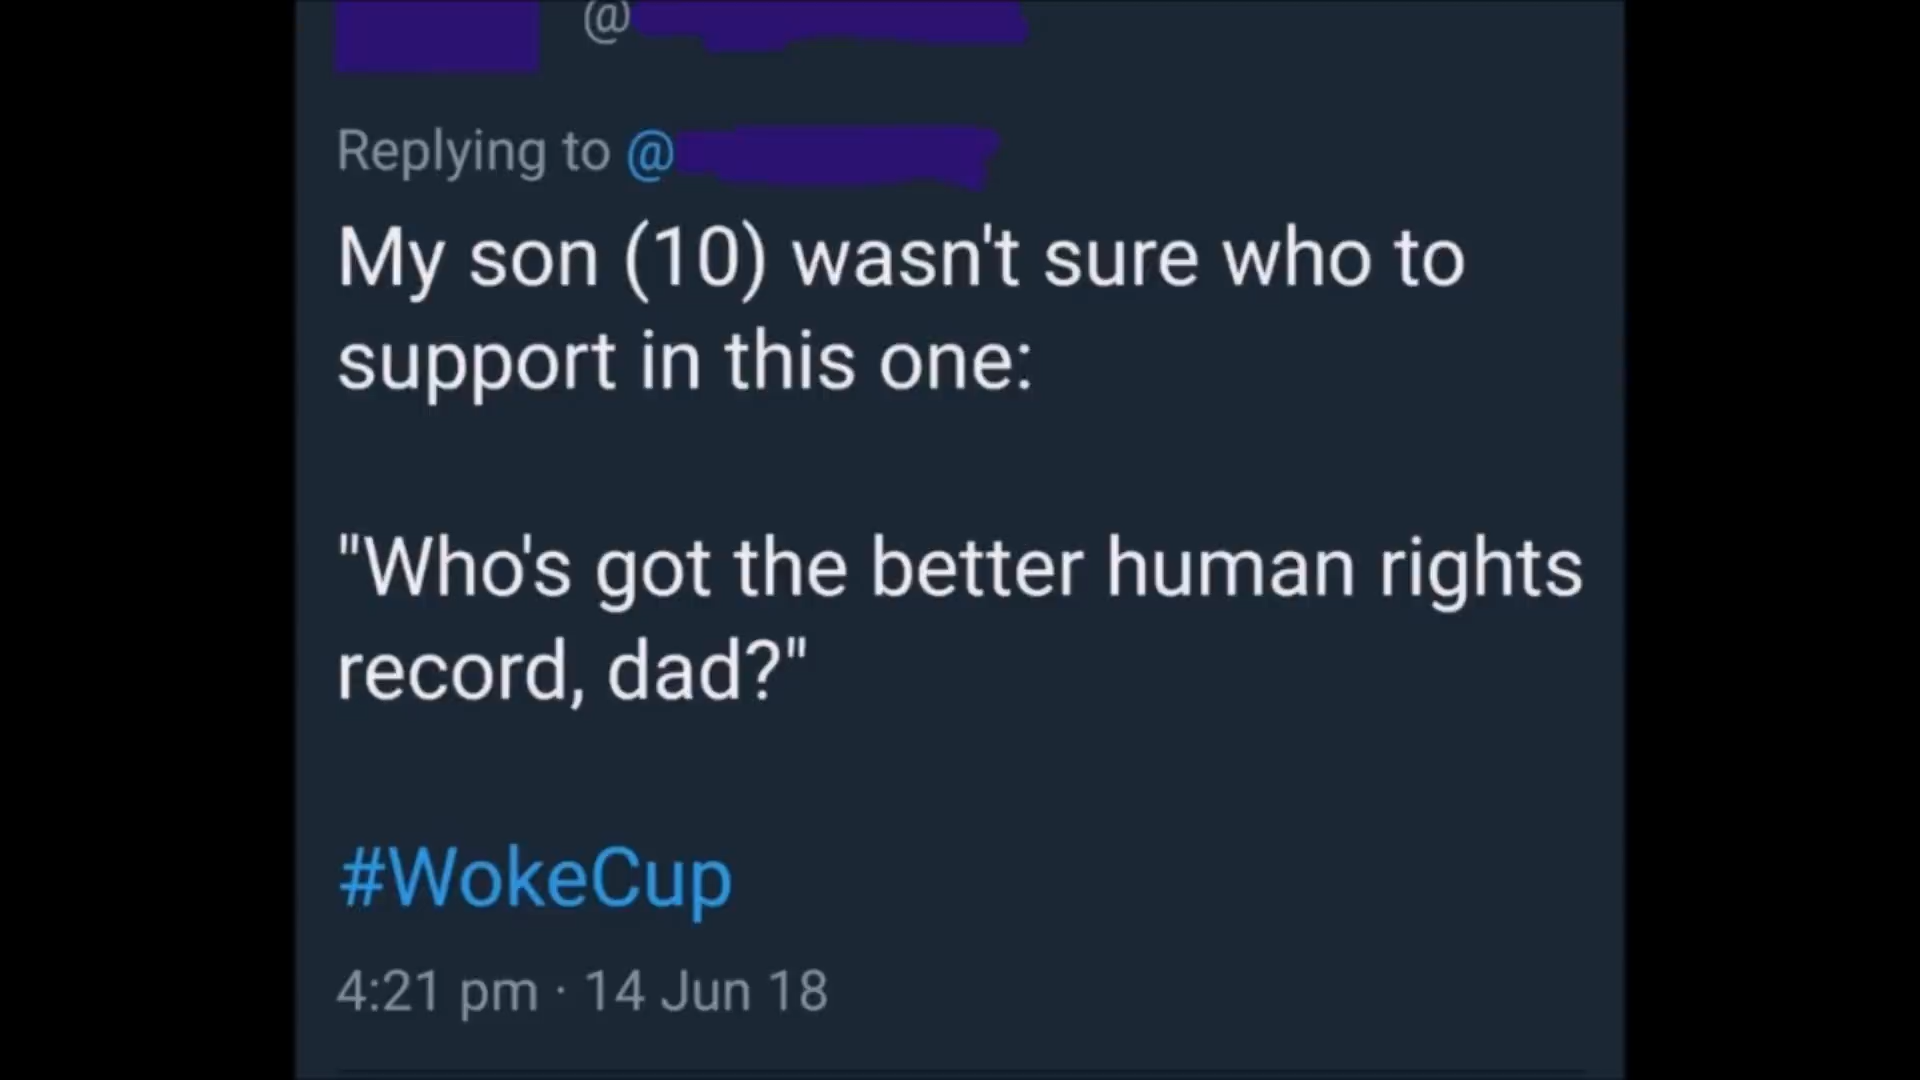 @
Replying to @
My son (10) wasn't sure who to
support in this one:
"Who's got the better human rights
record, dad?"
#WokeCup
4:21 pm · 14 Jun 18